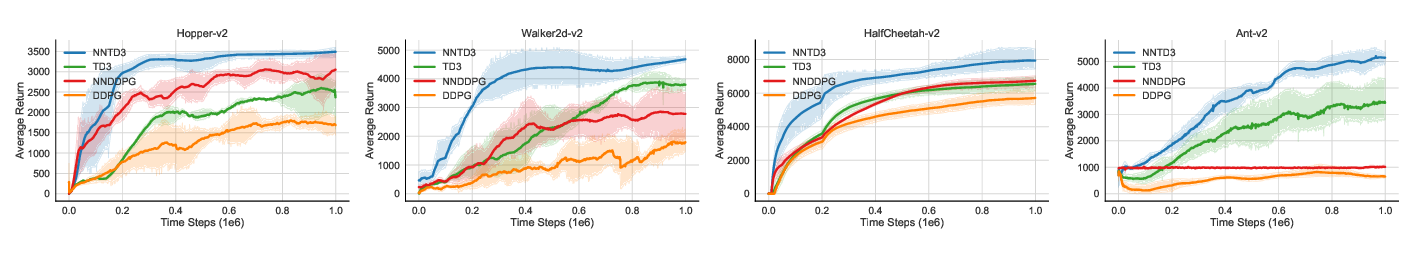 Hopper-v2
Average Return
3500
3000
2500
2000
1500
1000
500
0
NNTD3
TD3
NNDDPG
DDPG
0.0 0.2 0.4 0.6 0.8 1.0
Time Steps (1e6)
Walker2d-v2
Average Return
5000
4000
3000
2000
1000
0
NNTD3
TD3
NNDDPG
DDPG
0.0 0.2 0.4 0.6 0.8 1.0
Time Steps (1e6)
HalfCheetah-v2
Average Return
8000
6000
4000
2000
0
NNTD3
TD3
NNDDPG
DDPG
0.0 0.2 0.4 0.6 0.8 1.0
Time Steps (1e6)
Ant-v2
Average Return
5000
4000
3000
2000
1000
0
NNTD3
TD3
NNDDPG
DDPG
0.0 0.2 0.4 0.6 0.8 1.0
Time Steps (1e6)